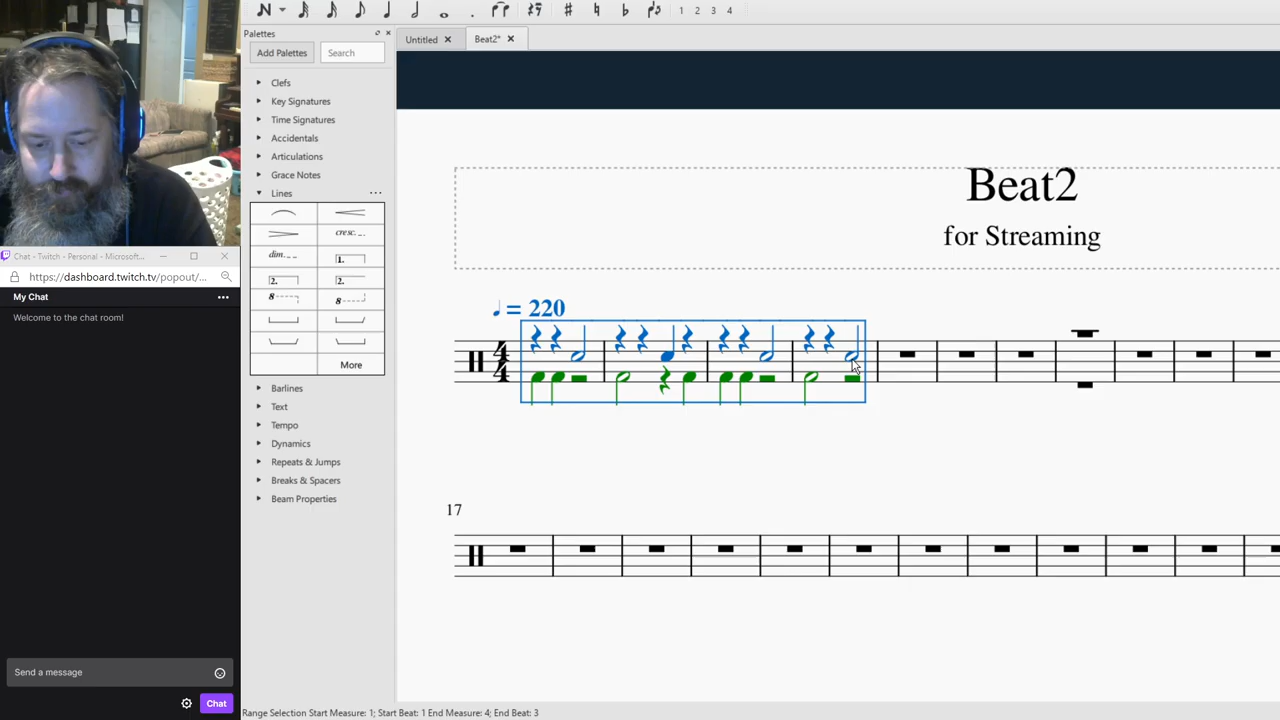 1 2 3 4
Palettes
Untitled
Beat2*
Add Palettes
Search
Clefs
Key Signatures
Time Signatures
Accidentals
Articulations
Grace Notes
Lines
cresc. _.
dim. _ _
1.
2.
2.
8
8
More
Barlines
Text
Tempo
Dynamics
Repeats & Jumps
Breaks & Spacers
Beam Properties
Chat - Twitch - Personal - Microsoft...
https://dashboard.twitch.tv/popout/...
My Chat
Welcome to the chat room!
Send a message
Chat
Beat2
for Streaming
= 220
4
4
17
Range Selection Start Measure: 1; Start Beat: 1 End Measure: 4; End Beat: 3